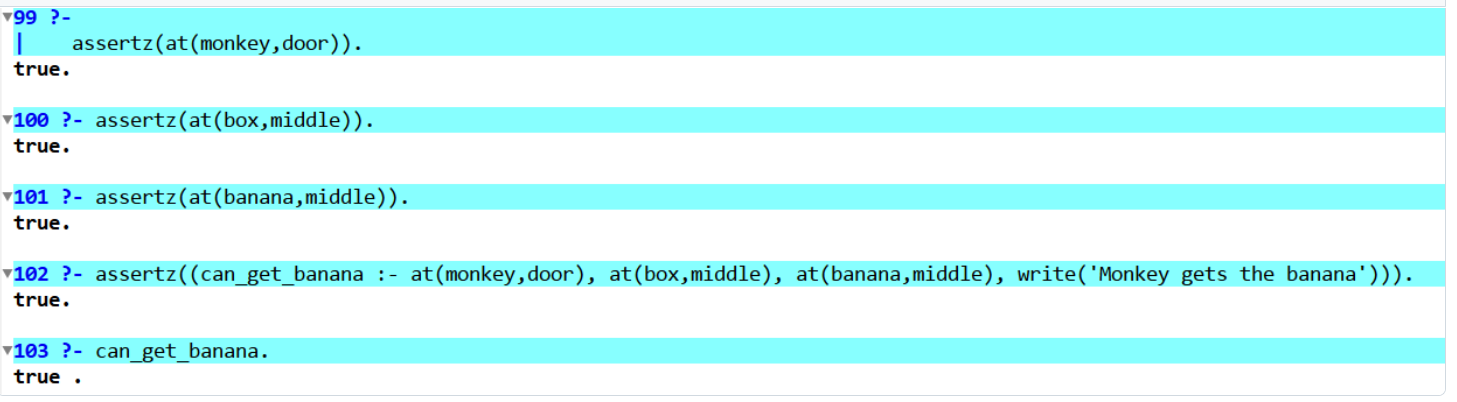 99 ?-
| assertz(at(monkey,door)).
true.
100 ?- assertz(at(box,middle)).
true.
101 ?- assertz(at(banana,middle)).
true.
102 ?- assertz((can_get_banana :- at(monkey,door), at(box,middle), at(banana,middle), write('Monkey gets the banana'))).
true.
103 ?- can_get_banana.
true .